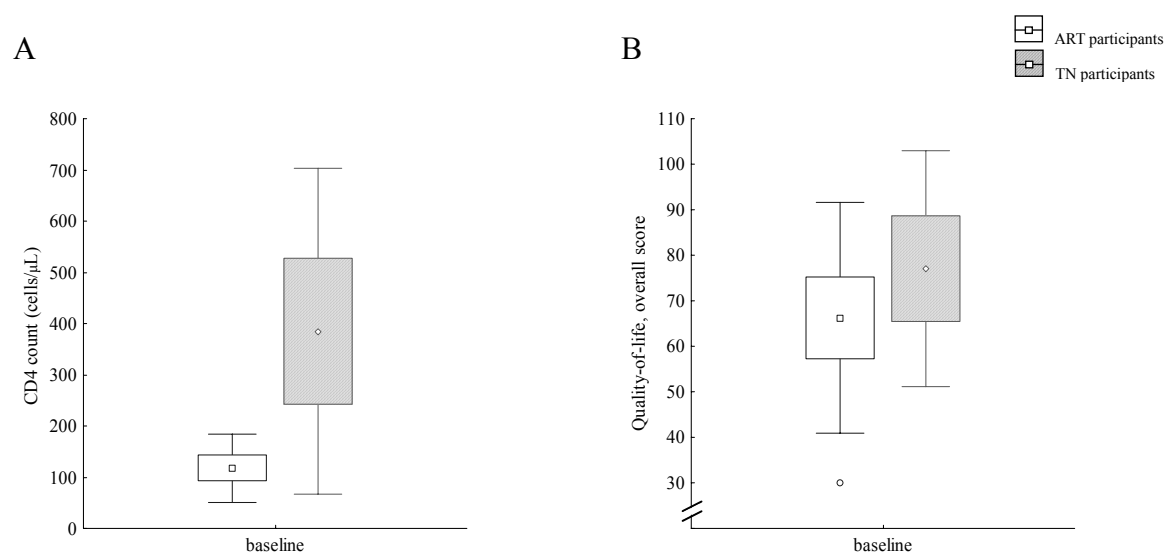 A
B
ART participants
TN participants
CD4 count (cells/μL)
800
700
600
500
400
300
200
100
0
baseline
Quality-of-life, overall score
110
100
90
80
70
60
50
40
30
baseline